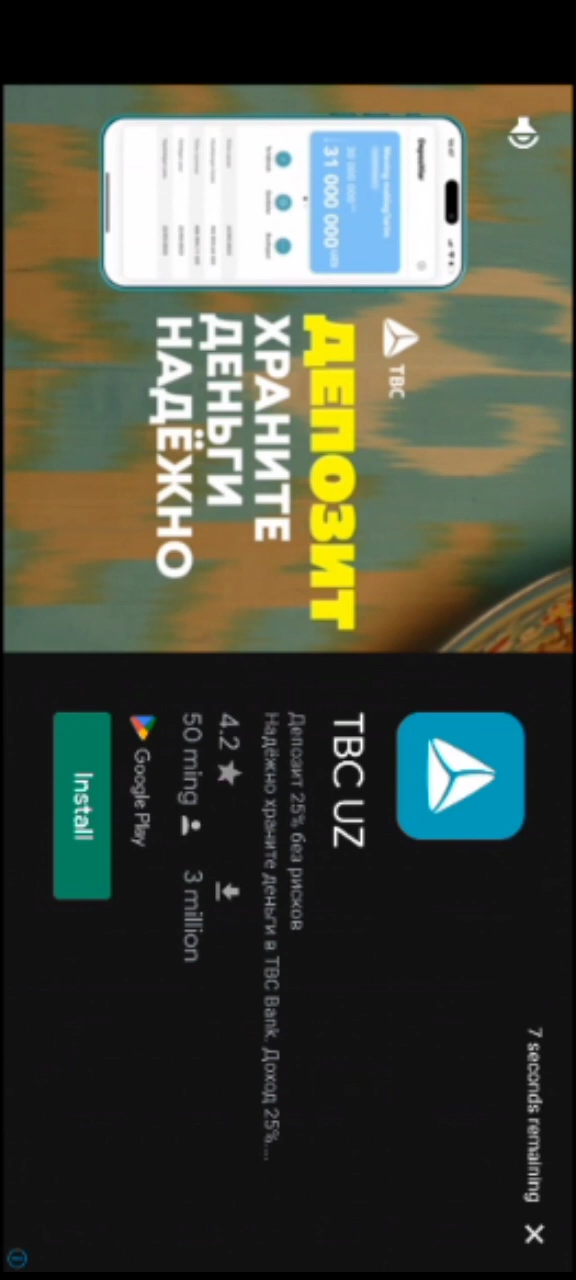 TBC
ДЕПОЗИТ
ХРАНИТЕ
ДЕНЬГИ
НАДЁЖНО
Depozitlar
31 000 000
7 seconds remaining
TBC UZ
Депозит 25% без рисков
Надёжно храните деньги в TBC Bank, Доход 25%...
4.2
50 ming
3 million
Google Play
Install